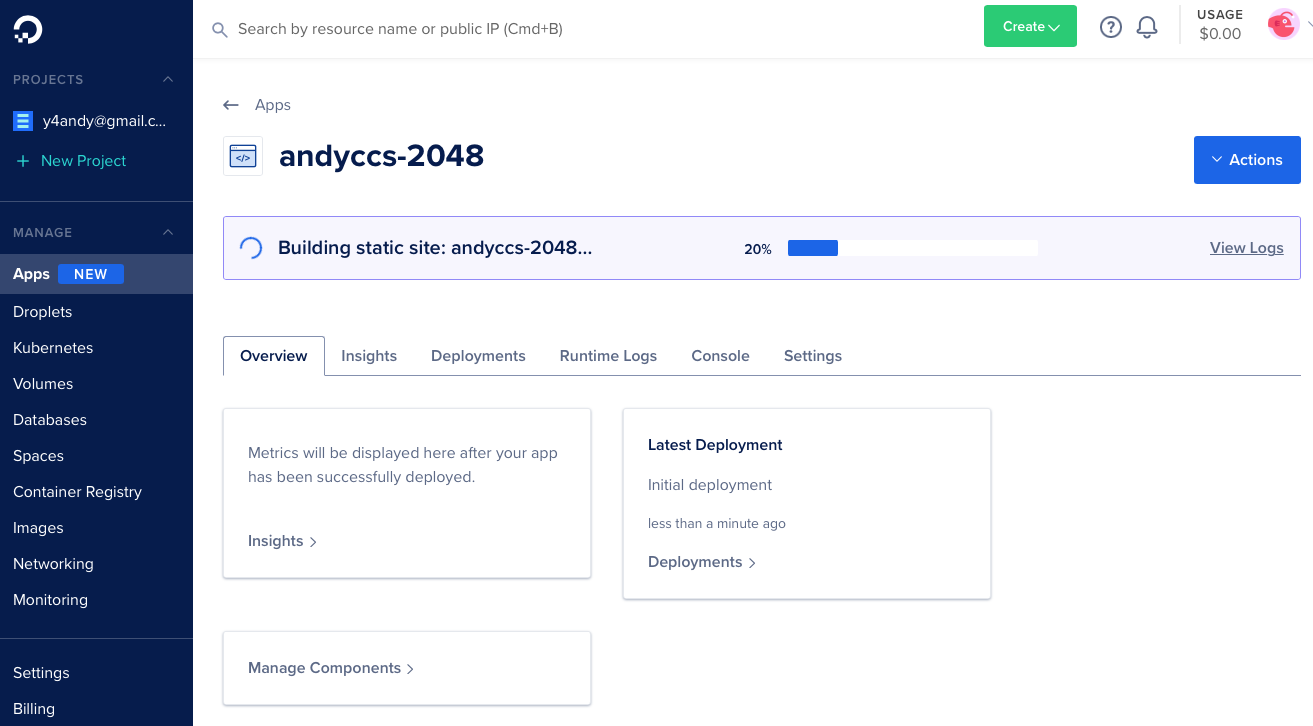 Search by resource name or public IP (Cmd+B)
Create
USAGE
$0.00
PROJECTS
y4andy@gmail.c...
+ New Project
MANAGE
Apps NEW
Droplets
Kubernetes
Volumes
Databases
Spaces
Container Registry
Images
Networking
Monitoring
Settings
Billing
← Apps
</>
andyccs-2048
Actions
Building static site: andyccs-2048...
20%
View Logs
Overview
Insights
Deployments
Runtime Logs
Console
Settings
Metrics will be displayed here after your app
has been successfully deployed.
Insights >
Latest Deployment
Initial deployment
less than a minute ago
Deployments >
Manage Components >